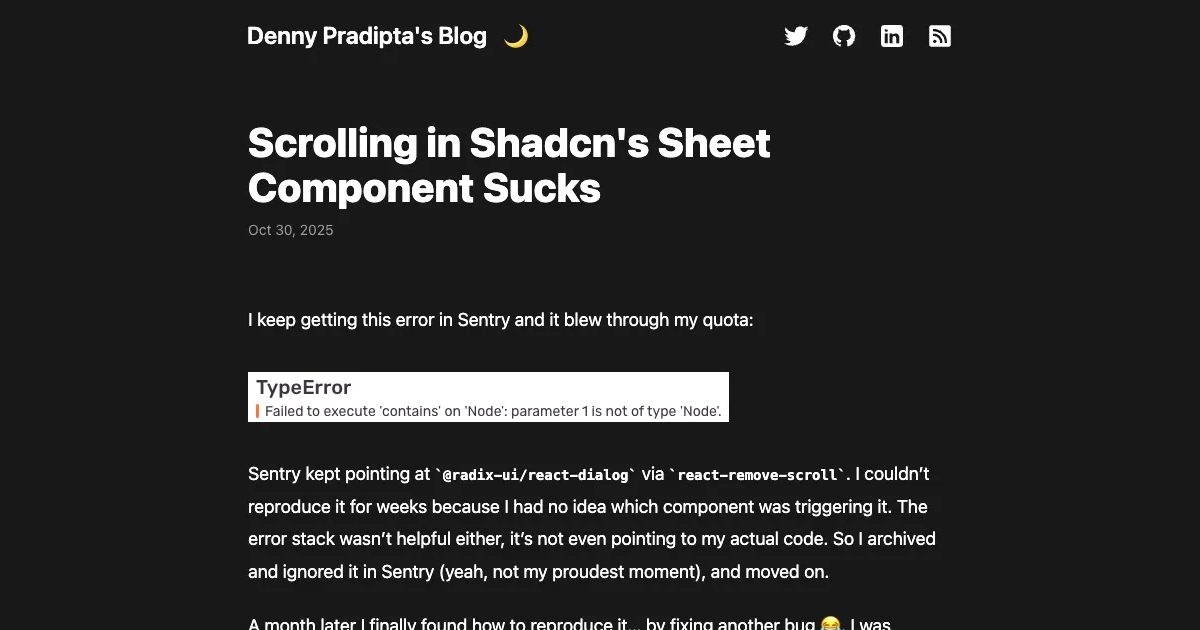 Denny Pradipta's Blog 🌙
Scrolling in Shadcn's Sheet
Component Sucks
Oct 30, 2025
I keep getting this error in Sentry and it blew through my quota:
TypeError
Failed to execute 'contains' on 'Node': parameter 1 is not of type 'Node'.
Sentry kept pointing at `@radix-ui/react-dialog` via `react-remove-scroll`. I couldn’t
reproduce it for weeks because I had no idea which component was triggering it. The
error stack wasn’t helpful either, it’s not even pointing to my actual code. So I archived
and ignored it in Sentry (yeah, not my proudest moment), and moved on.
A month later I finally found how to reproduce it... by fixing another bug 😂. I was